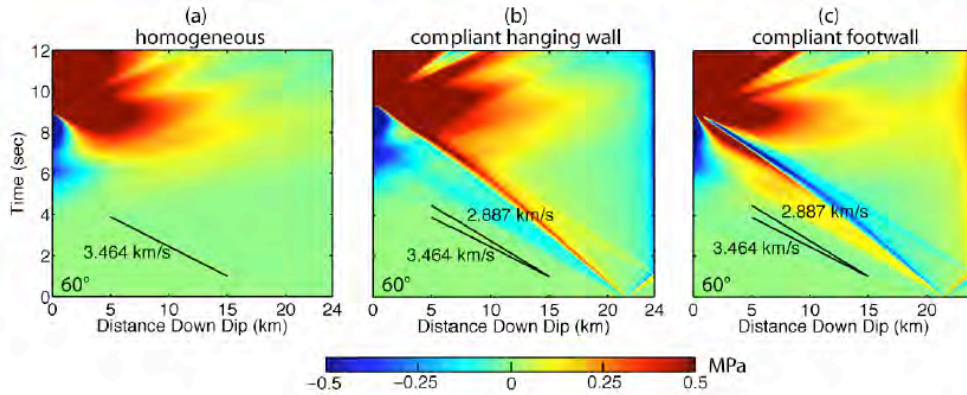 (a)
homogeneous
(b)
compliant hanging wall
(c)
compliant footwall
Time (sec)
12
10
8
6
4
2
0
3.464 km/s
60°
0 5 10 15 20 24
Distance Down Dip (km)
2.887 km/s
3.464 km/s
60°
0 5 10 15 20 24
Distance Down Dip (km)
2.887 km/s
3.464 km/s
60°
0 5 10 15 20
Distance Down Dip (km)
MPa
−0.5 −0.25 0 0.25 0.5